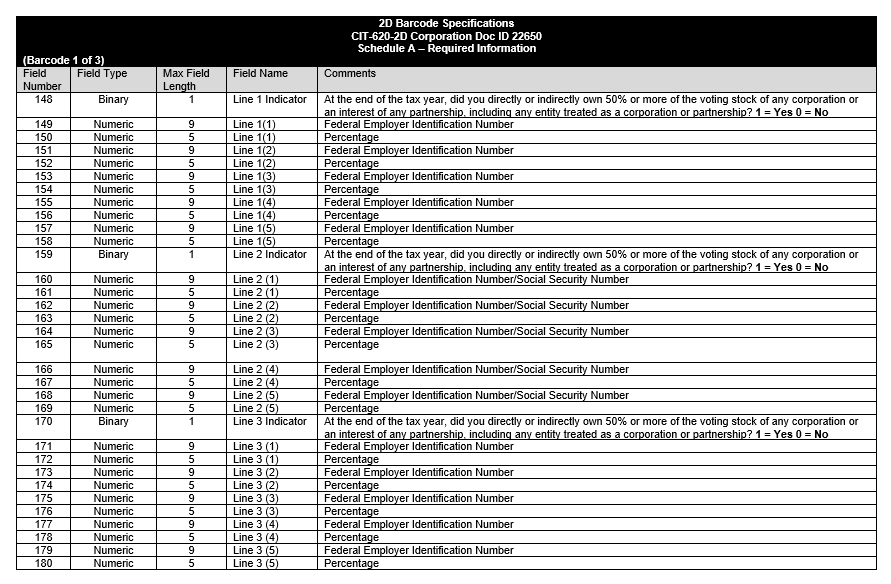 2D Barcode Specifications
CIT-620-2D Corporation Doc ID 22650
Schedule A – Required Information
(Barcode 1 of 3)
Field Number Field Type Max Field Length Field Name Comments
148 Binary 1 Line 1 Indicator At the end of the tax year, did you directly or indirectly own 50% or more of the voting stock of any corporation or
an interest of any partnership, including any entity treated as a corporation or partnership? 1 = Yes 0 = No
149 Numeric 9 Line 1(1) Federal Employer Identification Number
150 Numeric 5 Line 1(1) Percentage
151 Numeric 9 Line 1(2) Federal Employer Identification Number
152 Numeric 5 Line 1(2) Percentage
153 Numeric 9 Line 1(3) Federal Employer Identification Number
154 Numeric 5 Line 1(3) Percentage
155 Numeric 9 Line 1(4) Federal Employer Identification Number
156 Numeric 5 Line 1(4) Percentage
157 Numeric 9 Line 1(5) Federal Employer Identification Number
158 Numeric 5 Line 1(5) Percentage
159 Binary 1 Line 2 Indicator At the end of the tax year, did you directly or indirectly own 50% or more of the voting stock of any corporation or
an interest of any partnership, including any entity treated as a corporation or partnership? 1 = Yes 0 = No
160 Numeric 9 Line 2 (1) Federal Employer Identification Number/Social Security Number
161 Numeric 5 Line 2 (1) Percentage
162 Numeric 9 Line 2 (2) Federal Employer Identification Number/Social Security Number
163 Numeric 5 Line 2 (2) Percentage
164 Numeric 9 Line 2 (3) Federal Employer Identification Number/Social Security Number
165 Numeric 5 Line 2 (3) Percentage
166 Numeric 9 Line 2 (4) Federal Employer Identification Number/Social Security Number
167 Numeric 5 Line 2 (4) Percentage
168 Numeric 9 Line 2 (5) Federal Employer Identification Number/Social Security Number
169 Numeric 5 Line 2 (5) Percentage
170 Binary 1 Line 3 Indicator At the end of the tax year, did you directly or indirectly own 50% or more of the voting stock of any corporation or
an interest of any partnership, including any entity treated as a corporation or partnership? 1 = Yes 0 = No
171 Numeric 9 Line 3 (1) Federal Employer Identification Number
172 Numeric 5 Line 3 (1) Percentage
173 Numeric 9 Line 3 (2) Federal Employer Identification Number
174 Numeric 5 Line 3 (2) Percentage
175 Numeric 9 Line 3 (3) Federal Employer Identification Number
176 Numeric 5 Line 3 (3) Percentage
177 Numeric 9 Line 3 (4) Federal Employer Identification Number
178 Numeric 5 Line 3 (4) Percentage
179 Numeric 9 Line 3 (5) Federal Employer Identification Number
180 Numeric 5 Line 3 (5) Percentage